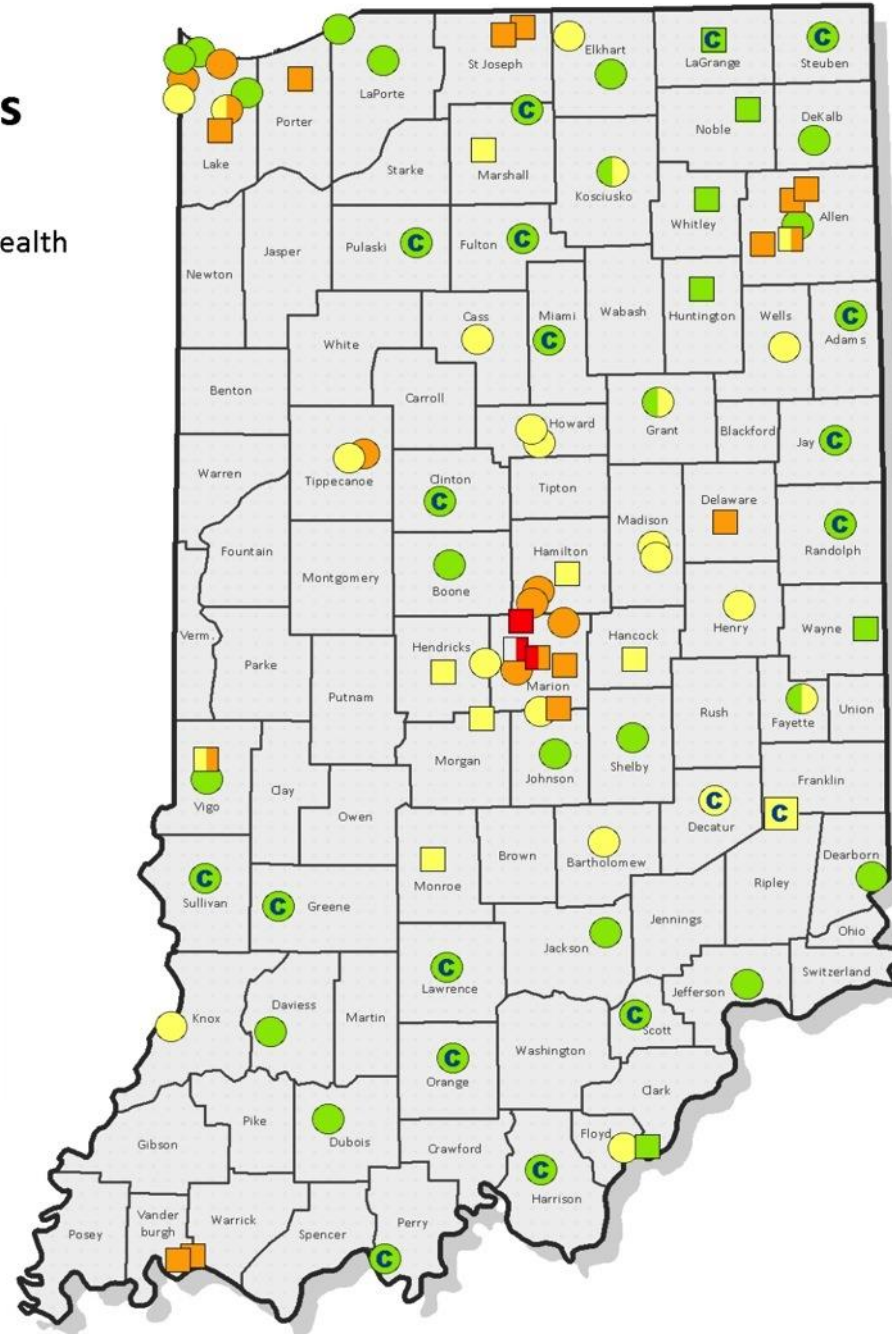 s
ealth
St Joseph
Elkhart
LaGrange
C
Steuben
C
LaPorte
Porter
Lake
Starke
Marshall
C
Noble
DeKalb
Kosciusko
Whitley
Allen
Newton
Jasper
Pulaski C
Fulton C
Wabash
Huntington
Wells
Adams
C
White
Cass
Miami
C
Benton
Carroll
Howard
Grant
Blackford
Jay C
Warren
Tippecanoe
Clinton
C
Tipton
Madison
Delaware
Randolph
C
Fountain
Montgomery
Boone
Hamilton
Henry
Wayne
Verm.
Parke
Putnam
Hendricks
Marion
Hancock
Rush
Fayette
Union
Vigo
Clay
Owen
Morgan
Johnson
Shelby
Decatur
C
Franklin
C
Sullivan
C
Greene
C
Monroe
Brown
Bartholomew
Jennings
Ripley
Dearborn
Ohio
Knox
Daviess
Martin
Lawrence
C
Jackson
Jefferson
Switzerland
Scott
C
Washington
Orange
C
Clark
Gibson
Pike
Dubois
Crawford
Floyd
Harrison
C
Posey
Vander
burgh
Warrick
Spencer
Perry
C